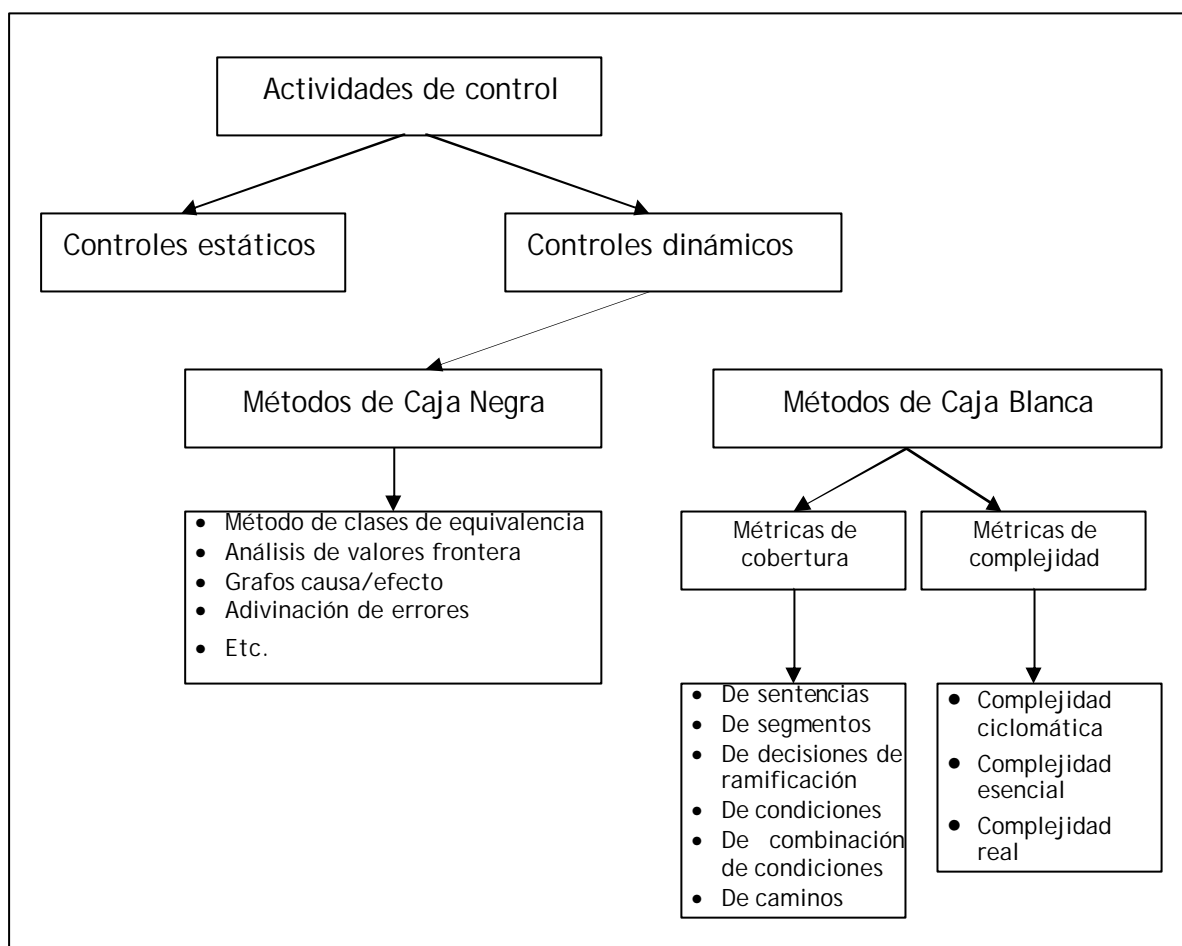 Actividades de control
Controles estáticos
Controles dinámicos
Métodos de Caja Negra
Métodos de Caja Blanca
• Método de clases de equivalencia
• Análisis de valores frontera
• Grafos causa/efecto
• Adivinación de errores
• Etc.
Métricas de
cobertura
Métricas de
complejidad
• De sentencias
• De segmentos
• De decisiones de
ramificación
• De condiciones
• De combinación
de condiciones
• De caminos
• Complejidad
ciclomática
• Complejidad
esencial
• Complejidad
real